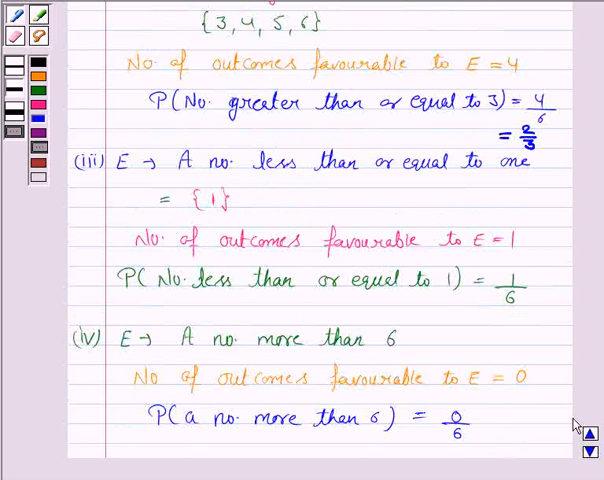 {3, 4, 5, 6}
No. of outcomes favourable to E = 4
P(No. greater than or equal to 3) = 4/6
= 2/3
(iii) E → A no. less than or equal to one
= {1}
No. of outcomes favourable to E = 1
P(No. less than or equal to 1) = 1/6
(iv) E → A no. more than 6
No of outcomes favourable to E = 0
P(a no. more than 6) = 0/6